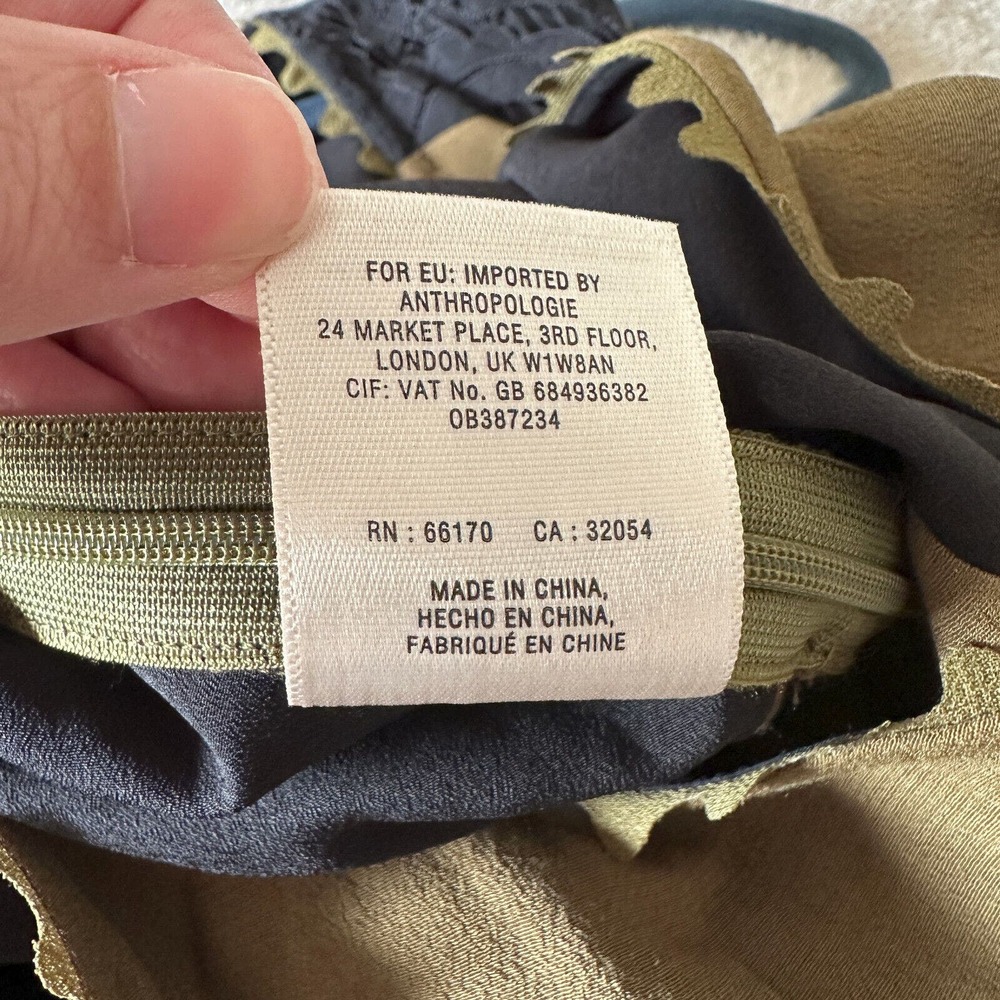 FOR EU: IMPORTED BY
ANTHROPOLOGIE
24 MARKET PLACE, 3RD FLOOR,
LONDON, UK W1W8AN
CIF: VAT No. GB 684936382
OB387234
RN : 66170 CA : 32054
MADE IN CHINA,
HECHO EN CHINA,
FABRIQUÉ EN CHINE